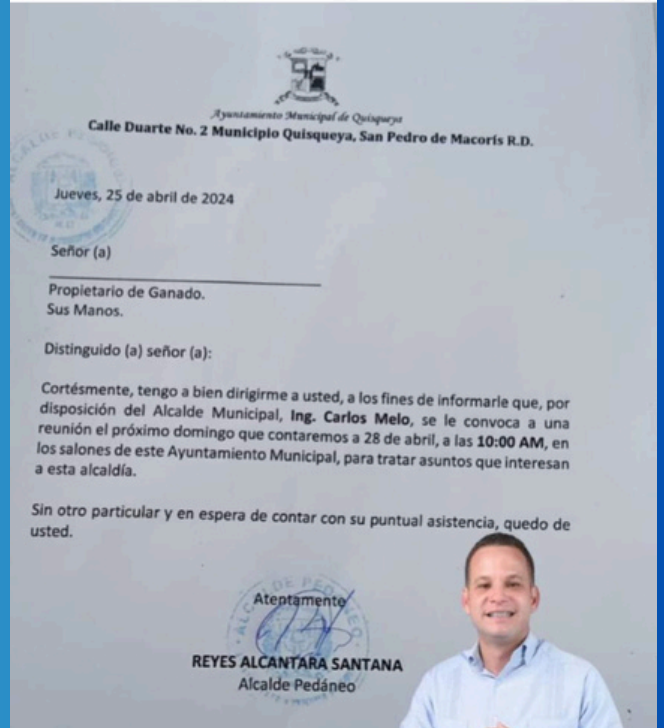 Ayuntamiento Municipal de Quisqueya
Calle Duarte No. 2 Municipio Quisqueya, San Pedro de Macorís R.D.
Jueves, 25 de abril de 2024
Señor (a)
Propietario de Ganado.
Sus Manos.
Distinguido (a) señor (a):
Cortésmente, tengo a bien dirigirme a usted, a los fines de informarle que, por
disposición del Alcalde Municipal, Ing. Carlos Melo, se le convoca a una
reunión el próximo domingo que contaremos a 28 de abril, a las 10:00 AM, en
los salones de este Ayuntamiento Municipal, para tratar asuntos que interesan
a esta alcaldía.
Sin otro particular y en espera de contar con su puntual asistencia, quedo de
usted.
ALCALDE PEDÁNEO
Atentamente
REYES ALCANTARA SANTANA
Alcalde Pedáneo